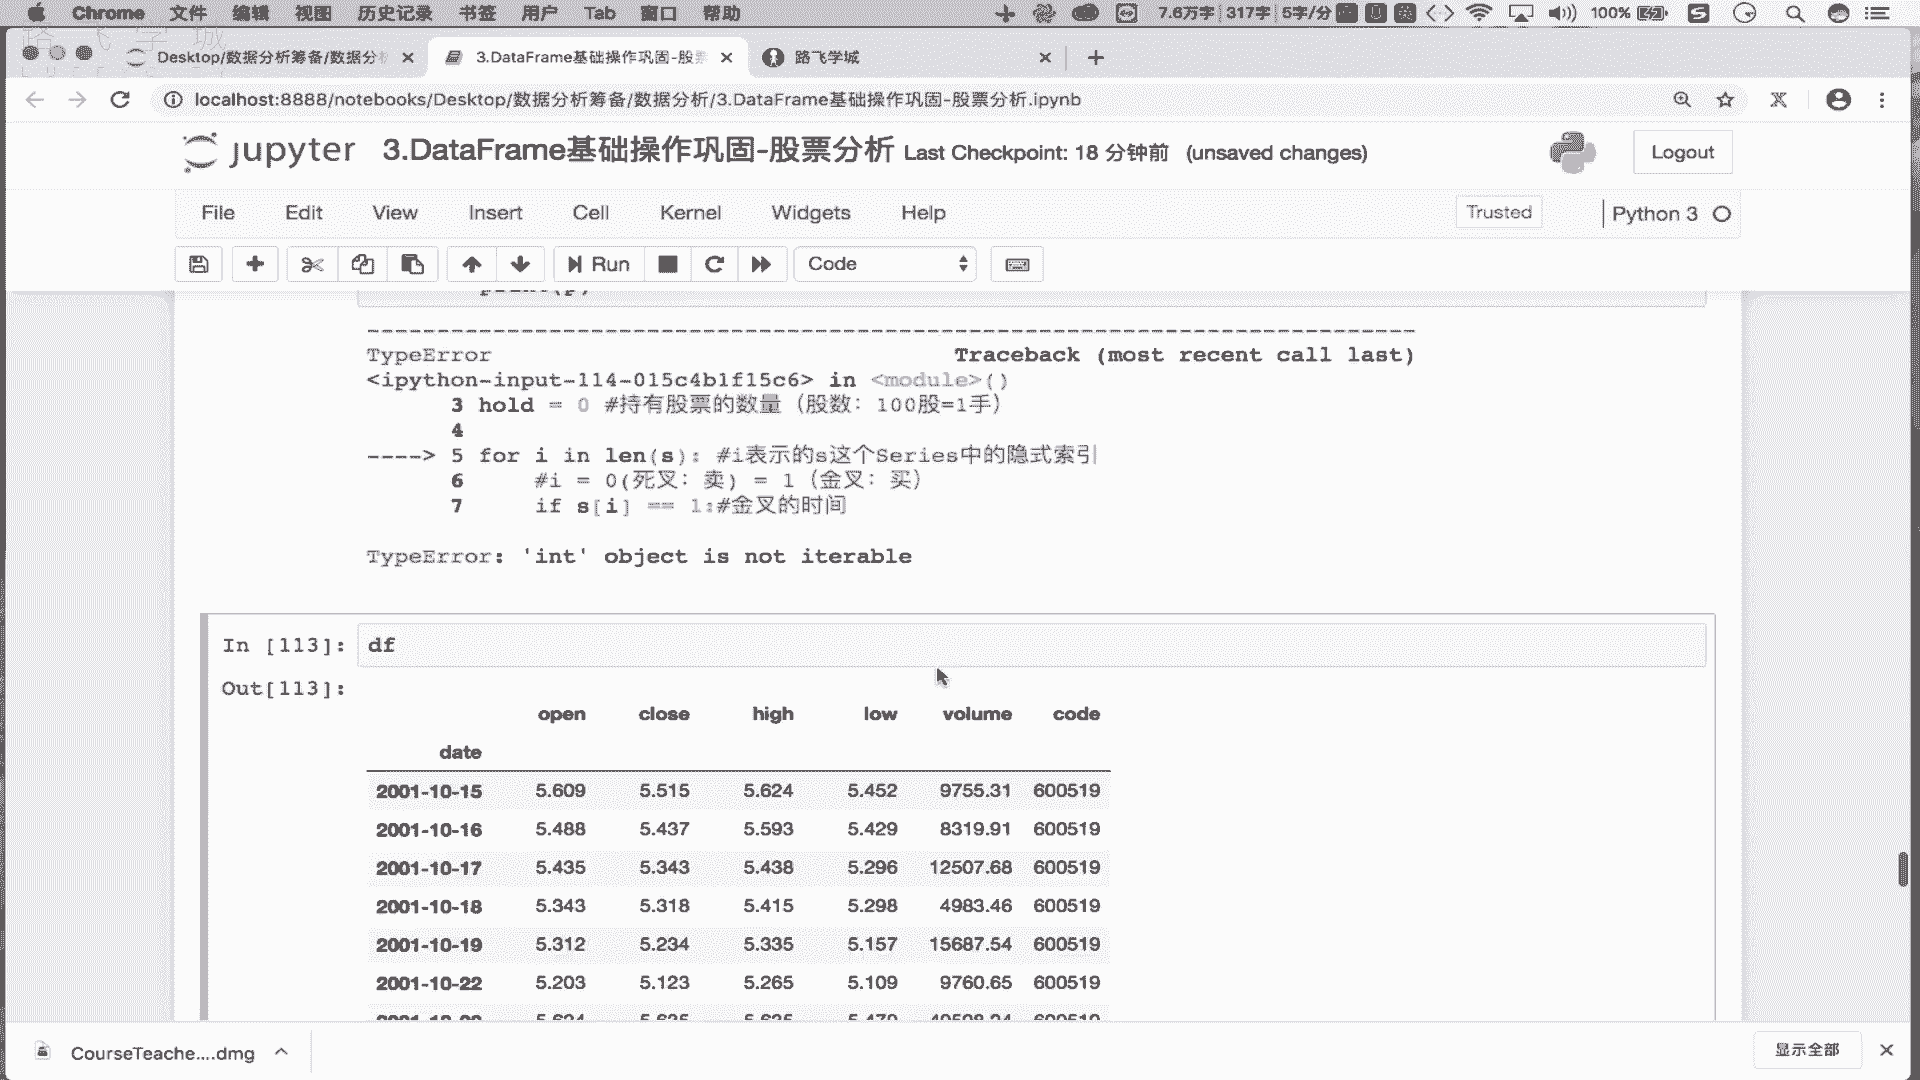 Chrome 文件 编辑 视图 历史记录 书签 用户 Tab 窗口 帮助 7.6万字 317字 5字/分 100%
Desktop/数据分析筹备/数据分 3.DataFrame基础操作巩固-股 路飞学城
localhost:8888/notebooks/Desktop/数据分析筹备/数据分析/3.DataFrame基础操作巩固-股票分析.ipynb
jupyter 3.DataFrame基础操作巩固-股票分析 Last Checkpoint: 18 分钟前 (unsaved changes) Logout
File Edit View Insert Cell Kernel Widgets Help Trusted Python 3
Run Code
TypeError Traceback (most recent call last)
<ipython-input-114-015c4b1f15c6> in <module>()
3 hold = 0 #持有股票的数量（股数：100股=1手）
4
----> 5 for i in len(s): #i表示的s这个Series中的隐式索引
6 #i = 0(死叉：卖) = 1（金叉：买）
7 if s[i] == 1:#金叉的时间
TypeError: 'int' object is not iterable
In [113]: df
Out[113]:
open close high low volume code
date
2001-10-15 5.609 5.515 5.624 5.452 9755.31 600519
2001-10-16 5.488 5.437 5.593 5.429 8319.91 600519
2001-10-17 5.435 5.343 5.438 5.296 12507.68 600519
2001-10-18 5.343 5.318 5.415 5.298 4983.46 600519
2001-10-19 5.312 5.234 5.335 5.157 15687.54 600519
2001-10-22 5.203 5.123 5.265 5.109 9760.65 600519
CourseTeache....dmg 显示全部